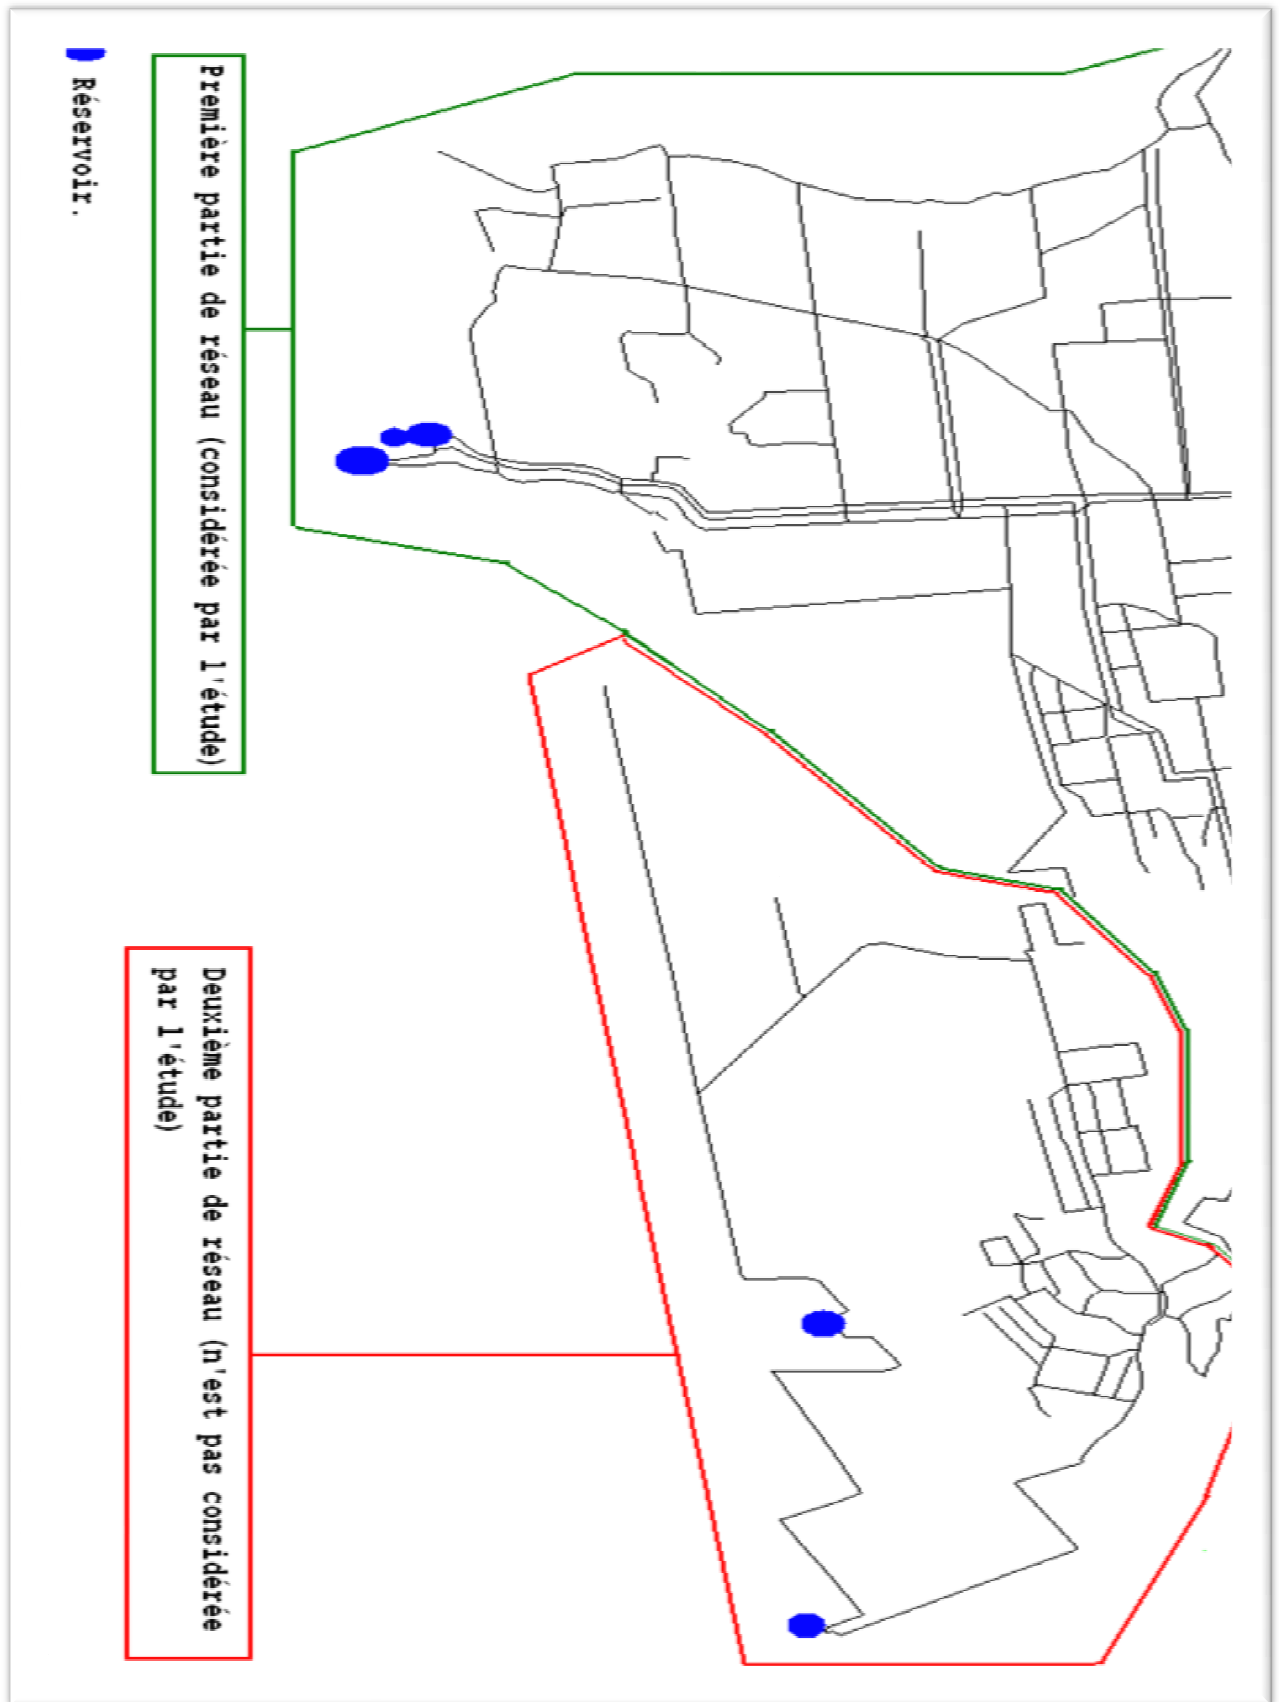 Première partie de réseau (considérée par l'étude)
Deuxième partie de réseau (n'est pas considérée
par l'étude)
Réservoir.